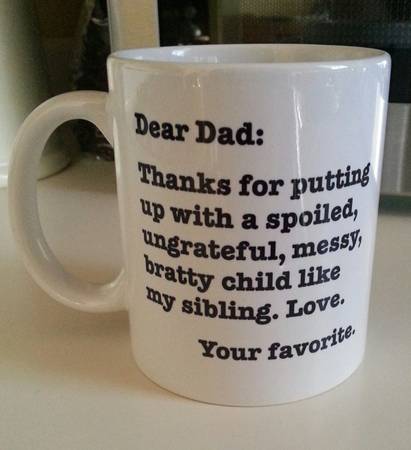 Dear Dad:
Thanks for putting
up with a spoiled,
ungrateful, messy,
bratty child like
my sibling. Love.
Your favorite.